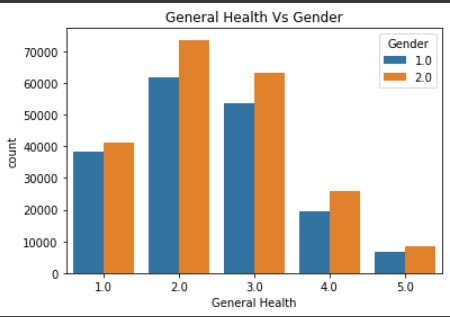 General Health Vs Gender
Gender
1.0
2.0
70000
60000
50000
40000
30000
20000
10000
0
count
1.0 2.0 3.0 4.0 5.0
General Health